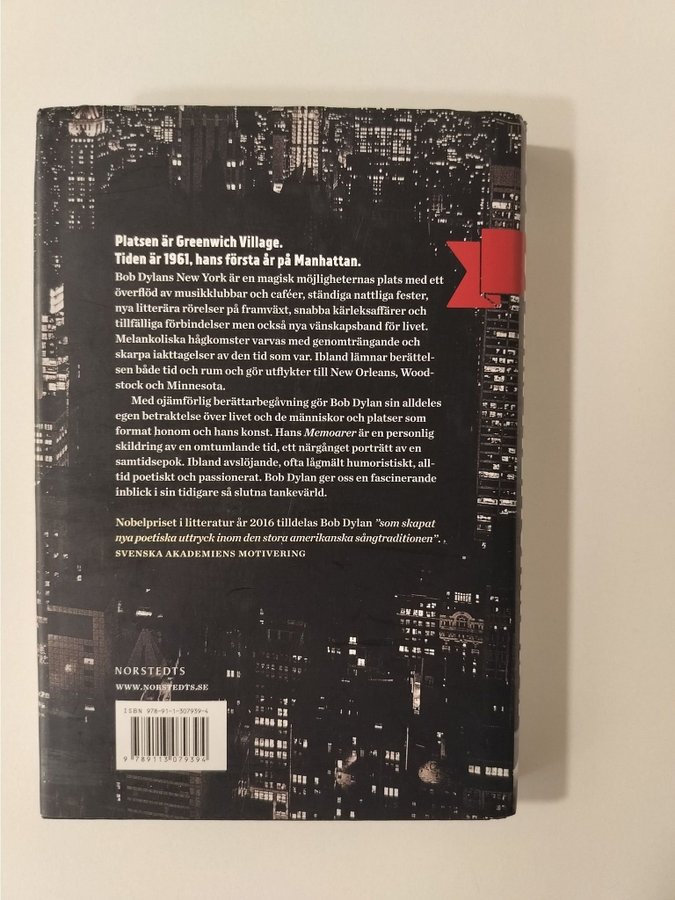 Platsen är Greenwich Village.
Tiden är 1961, hans första år på Manhattan.
Bob Dylans New York är en magisk möjligheternas plats med ett
överflöd av musikklubbar och caféer, ständiga nattliga fester,
nya litterära rörelser på framväxt, snabba kärleksaffärer och
tillfälliga förbindelser men också nya vänskapsband för livet.
Melankoliska hågkomster varvas med genomträngande och
skarpa iakttagelser av den tid som var. Ibland lämnar berättel-
sen både tid och rum och gör utflykter till New Orleans, Wood-
stock och Minnesota.
Med ojämförlig berättarbegåvning gör Bob Dylan sin alldeles
egen betraktelse över livet och de människor och platser som
format honom och hans konst. Hans Memoarer är en personlig
skildring av en omtumlande tid, ett närgånget porträtt av en
samtidsepok. Ibland avslöjande, ofta lågmält humoristiskt, all-
tid poetiskt och passionerat. Bob Dylan ger oss en fascinerande
inblick i sin tidigare så slutna tankevärld.
Nobelpriset i litteratur år 2016 tilldelas Bob Dylan ”som skapat
nya poetiska uttryck inom den stora amerikanska sångtraditionen”.
SVENSKA AKADEMIENS MOTIVERING
NORSTEDTS
WWW.NORSTEDTS.SE
ISBN 978-91-1-307939-4
9 789113 079394